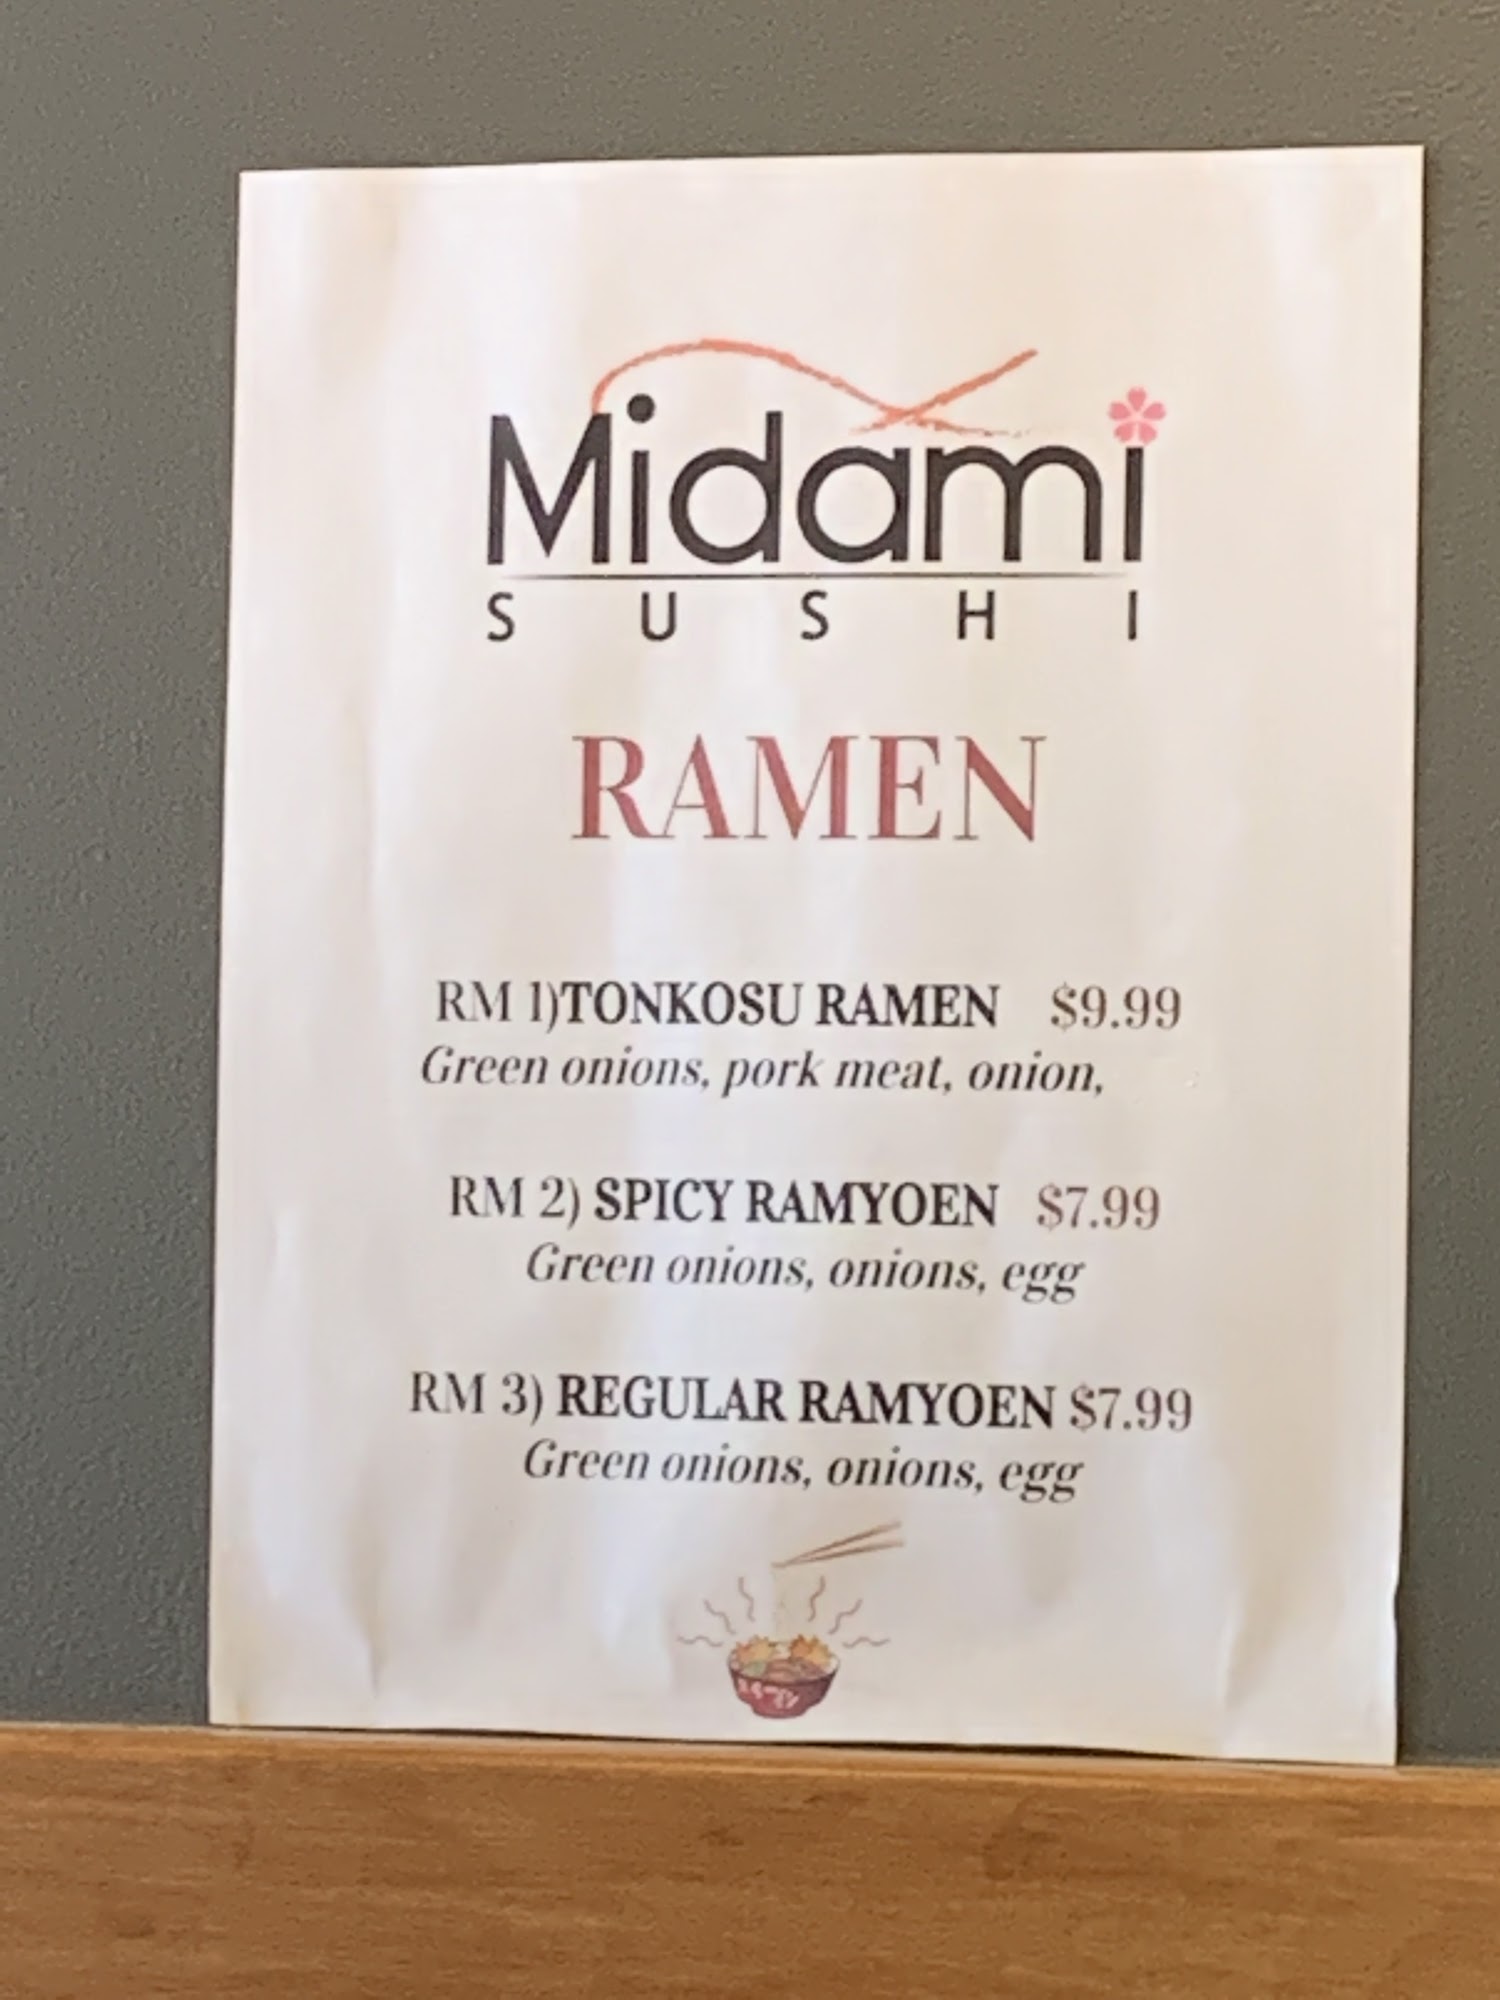 Midami
SUSHI
RAMEN
RM 1)TONKOSU RAMEN $9.99
Green onions, pork meat, onion,
RM 2) SPICY RAMYOEN $7.99
Green onions, onions, egg
RM 3) REGULAR RAMYOEN $7.99
Green onions, onions, egg